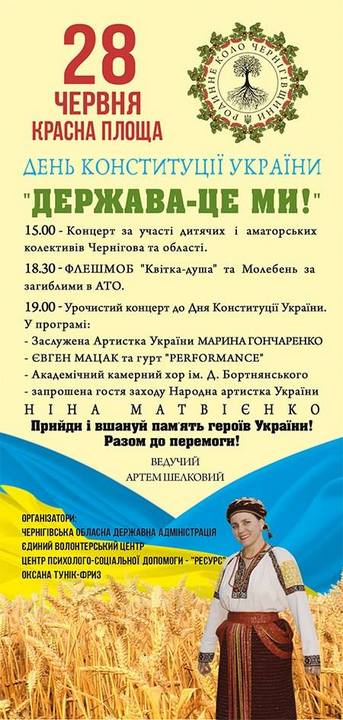 28
ЧЕРВНЯ
КРАСНА ПЛОЩА
РОДИННЕ КОЛО ЧЕРНІГІВЩИНИ
ДЕНЬ КОНСТИТУЦІЇ УКРАЇНИ
"ДЕРЖАВА-ЦЕ МИ!"
15.00 - Концерт за участі дитячих і аматорських
колективів Чернігова та області.
18.30 - ФЛЕШМОБ "Квітка-душа" та Молебень за
загиблими в АТО.
19.00 - Урочистий концерт до Дня Конституції України.
У програмі:
- Заслужена Артистка України МАРИНА ГОНЧАРЕНКО
- ЄВГЕН МАЦАК та гурт "PERFORMANCE"
- Академічний камерний хор ім. Д. Бортнянського
- запрошена гостя заходу Народна артистка України
НІНА МАТВІЄНКО
Прийди і вшануй пам'ять героїв України!
Разом до перемоги!
ВЕДУЧИЙ
АРТЕМ ШЕЛКОВИЙ
ОРГАНІЗАТОРИ:
ЧЕРНІГІВСЬКА ОБЛАСНА ДЕРЖАВНА АДМІНІСТРАЦІЯ
ЄДИНИЙ ВОЛОНТЕРСЬКИЙ ЦЕНТР
ЦЕНТР ПСИХОЛОГО-СОЦІАЛЬНОЇ ДОПОМОГИ - "РЕСУРС"
ОКСАНА ТУНІК-ФРИЗ